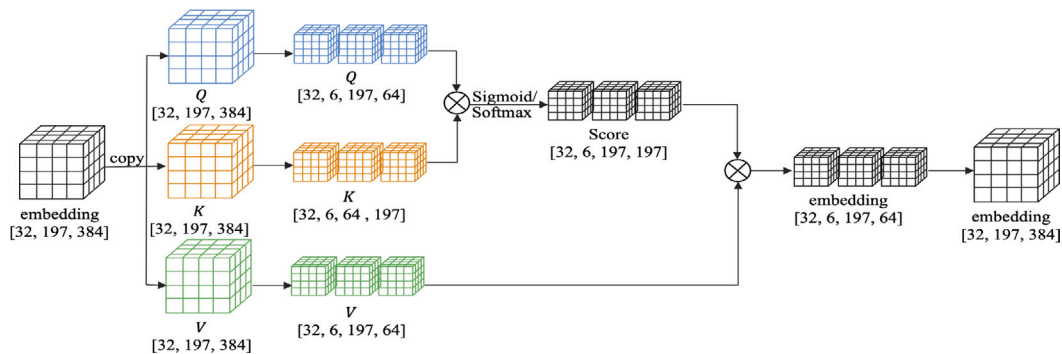 embedding
[32, 197, 384]
copy
Q
[32, 197, 384]
K
[32, 197, 384]
V
[32, 197, 384]
Q
[32, 6, 197, 64]
K
[32, 6, 64 , 197]
V
[32, 6, 197, 64]
Sigmoid/
Softmax
Score
[32, 6, 197, 197]
embedding
[32, 6, 197, 64]
embedding
[32, 197, 384]